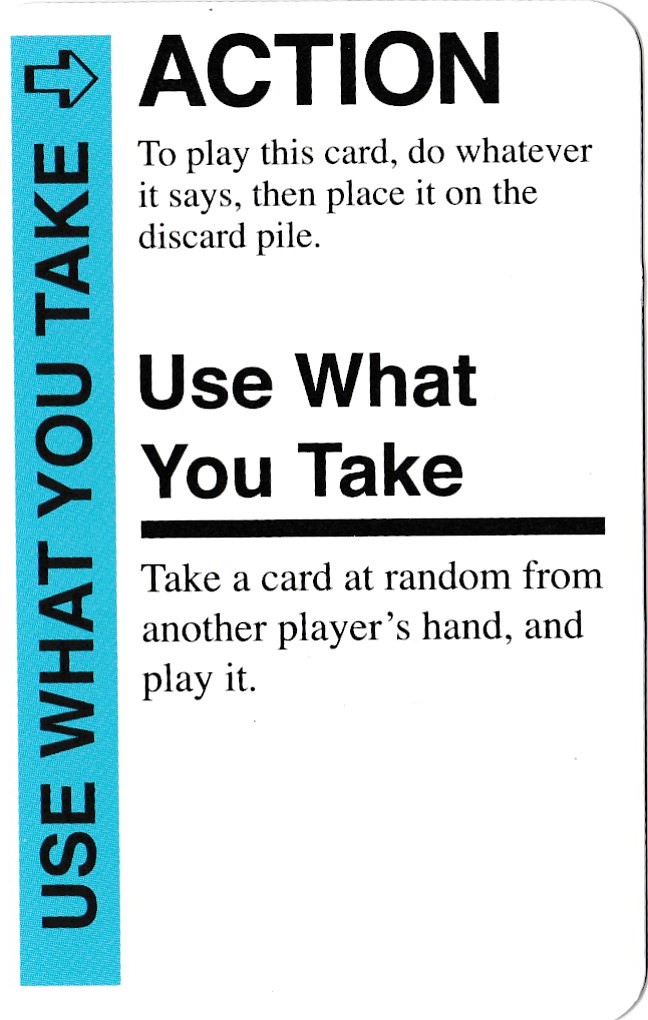 USE WHAT YOU TAKE
ACTION
To play this card, do whatever
it says, then place it on the
discard pile.
Use What
You Take
Take a card at random from
another player's hand, and
play it.